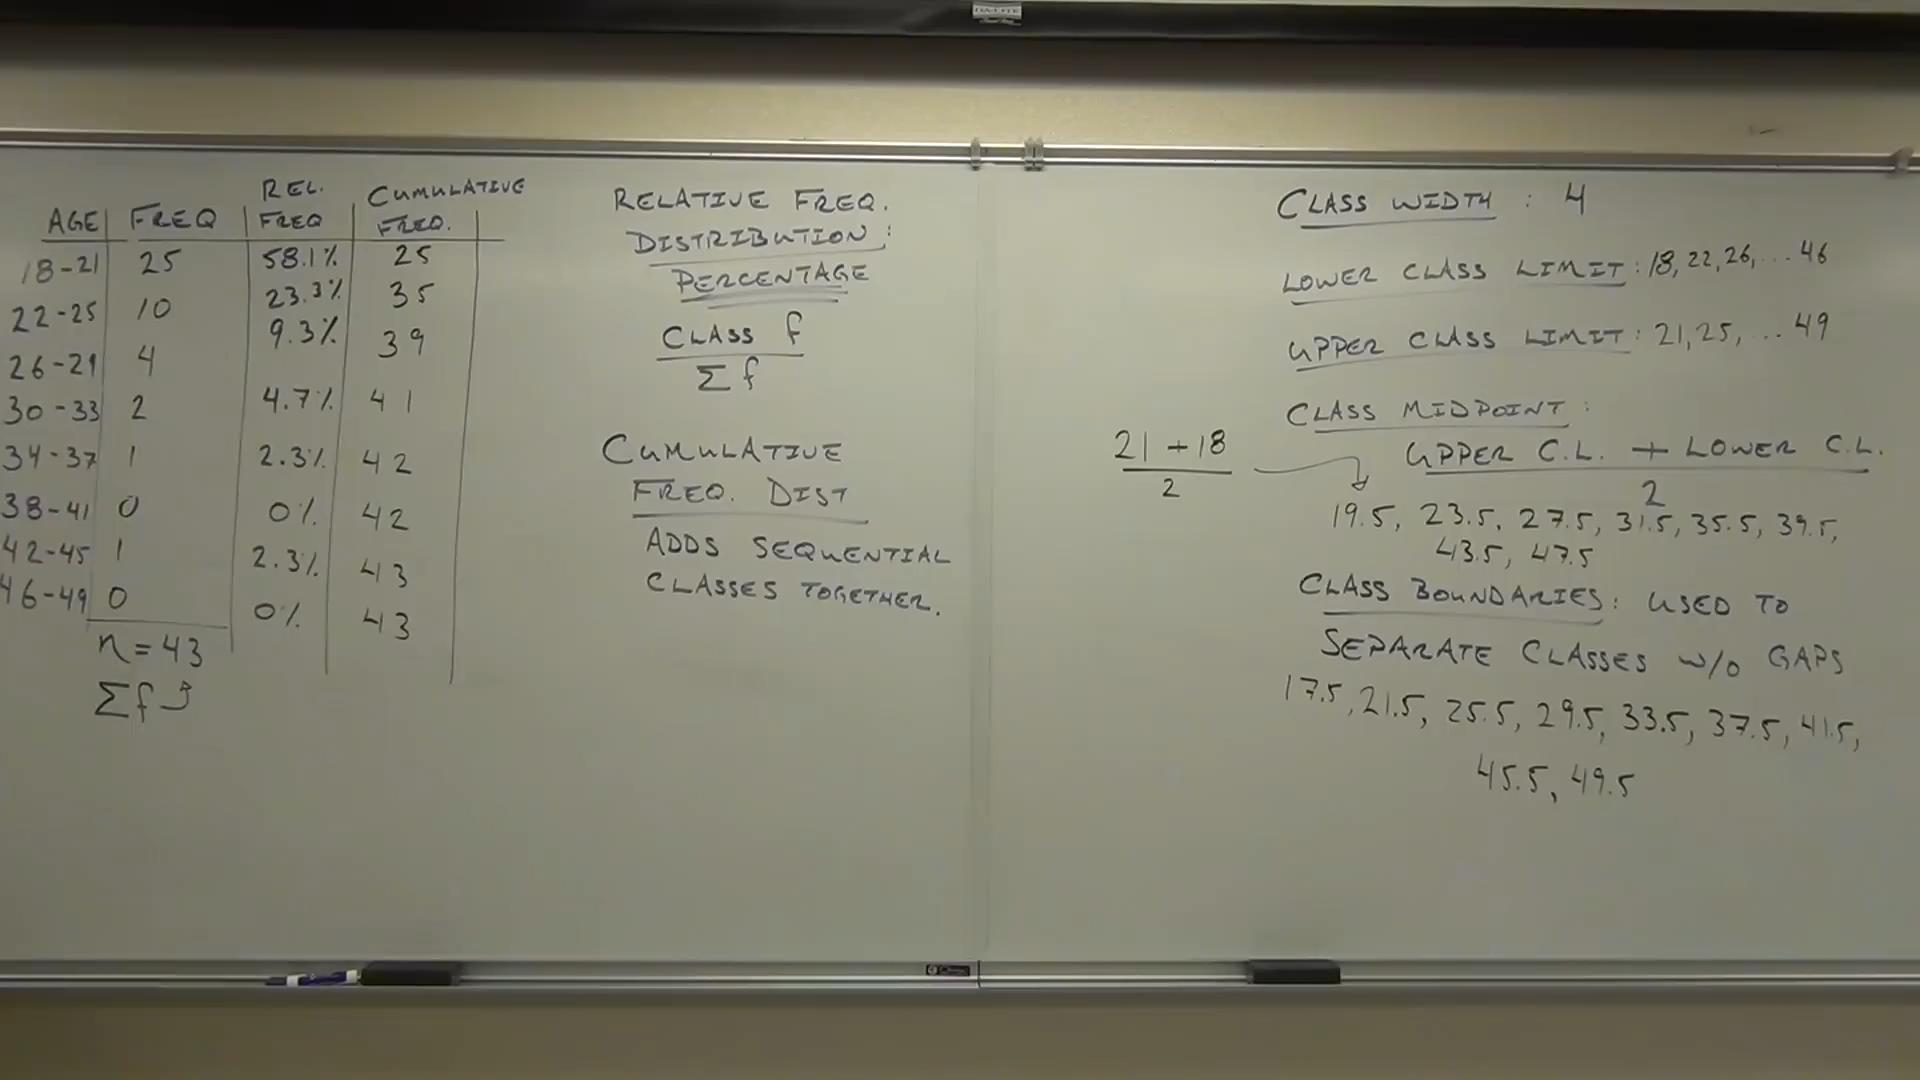 DA-LITE
REL. CUMULATIVE
AGE FREQ FREQ FREQ.
18-21 25 58.1% 25
22-25 10 23.3% 35
26-29 4 9.3% 39
30-33 2 4.7% 41
34-37 1 2.3% 42
38-41 0 0% 42
42-45 1 2.3% 43
46-49 0 0% 43
n = 43
Σf
RELATIVE FREQ.
DISTRIBUTION:
PERCENTAGE
CLASS f
Σ f
CUMULATIVE
FREQ. DIST
ADDS SEQUENTIAL
CLASSES TOGETHER.
CLASS WIDTH : 4
LOWER CLASS LIMIT: 18, 22, 26, ... 46
UPPER CLASS LIMIT: 21, 25, ... 49
CLASS MIDPOINT:
21 + 18
2
UPPER C.L. + LOWER C.L.
2
19.5, 23.5, 27.5, 31.5, 35.5, 39.5,
43.5, 47.5
CLASS BOUNDARIES: USED TO
SEPARATE CLASSES W/O GAPS
17.5, 21.5, 25.5, 29.5, 33.5, 37.5, 41.5,
45.5, 49.5